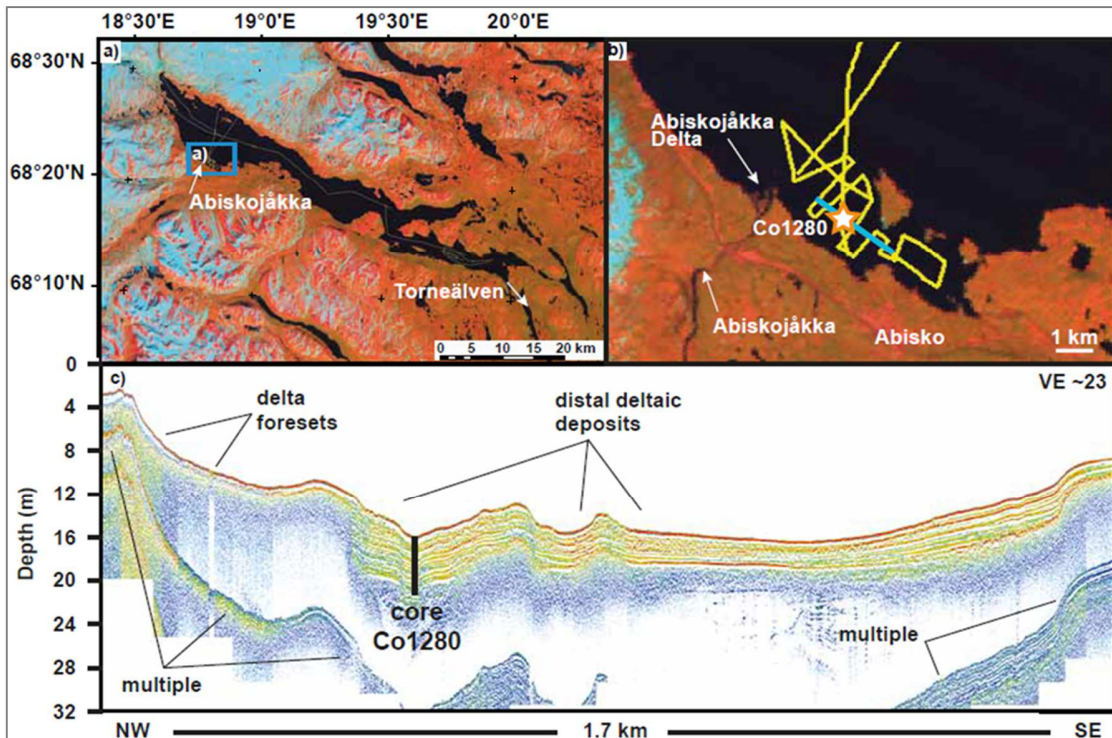 18°30'E 19°0 19°30'E 20°0'E
68°30'N
68°20'N
68°10'N
a)
a)
Abiskojåkka
Torneälven
0 5 10 15 20 km
b)
Abiskojåkka
Delta
Co1280
Abiskojåkka
Abisko
1 km
c)
VE ~23
0
4
8
12
16
20
24
28
32
Depth (m)
delta
foresets
distal deltaic
deposits
core
Co1280
multiple
multiple
NW 1.7 km SE